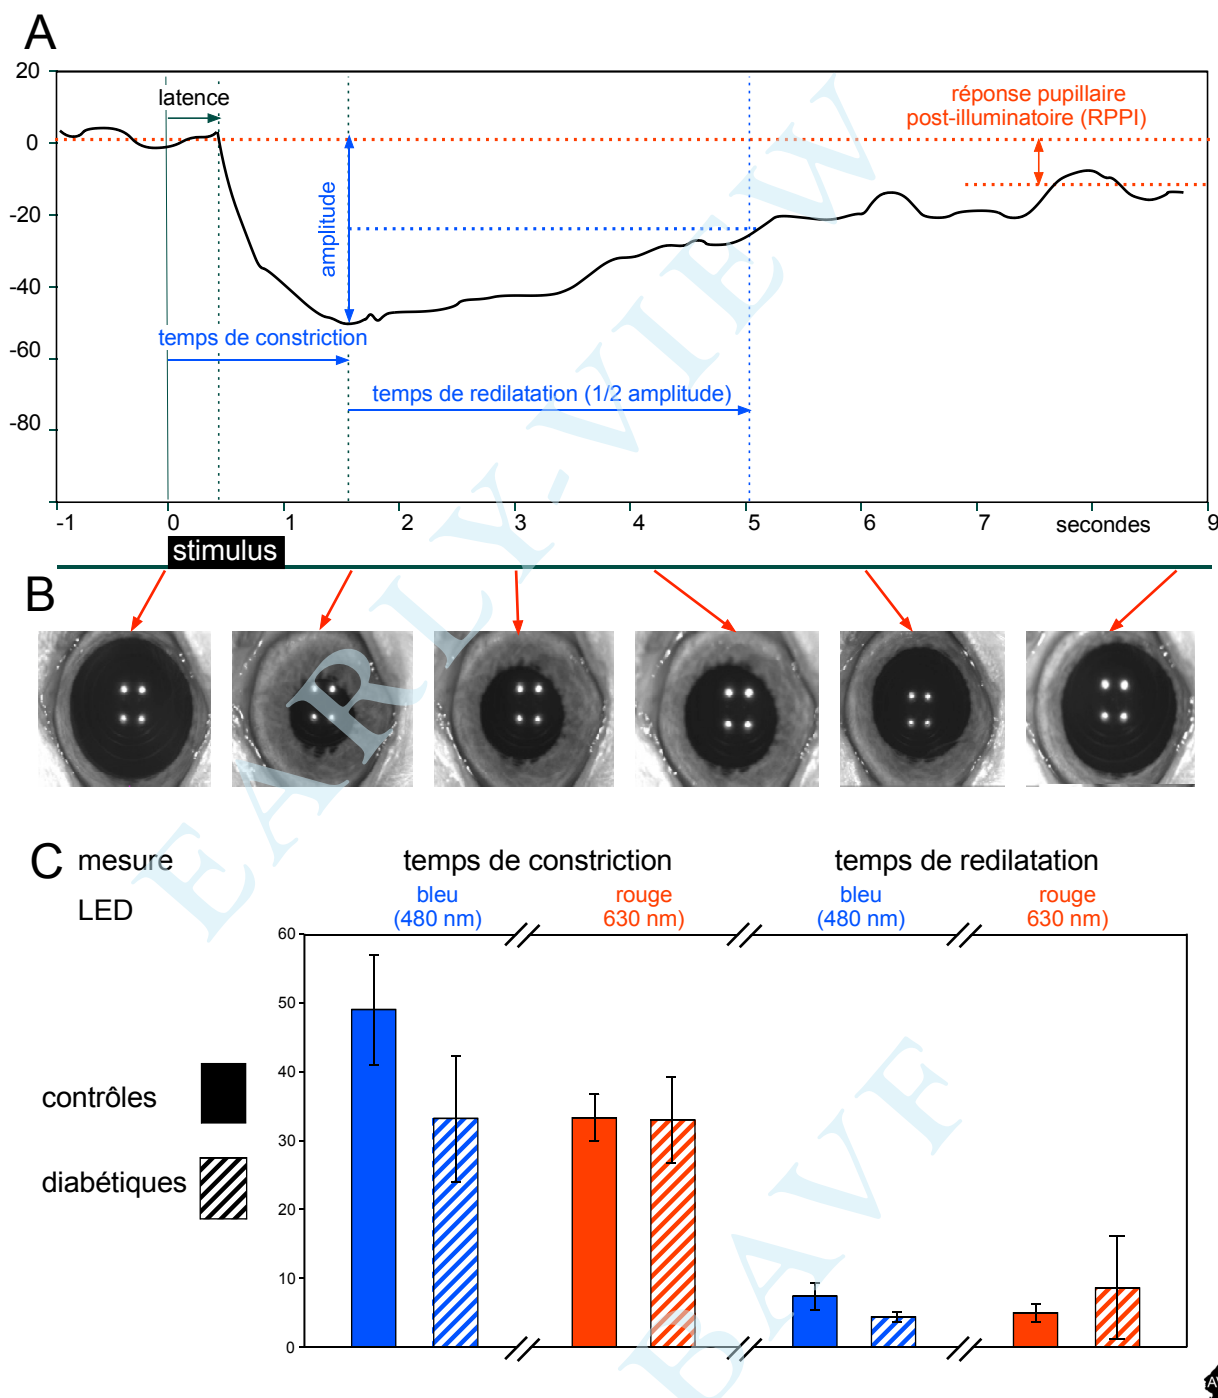 A
20
0
-20
-40
-60
-80
latence
réponse pupillaire
post-illuminatoire (RPPI)
amplitude
temps de constriction
temps de redilatation (1/2 amplitude)
-1 0 1 2 3 4 5 6 7 secondes 9
stimulus
B
C mesure temps de constriction temps de redilatation
LED
bleu rouge bleu rouge
(480 nm) 630 nm) (480 nm) 630 nm)
60
50
40
30
20
10
0
contrôles
diabétiques
EARLY-VIEW
BAVF